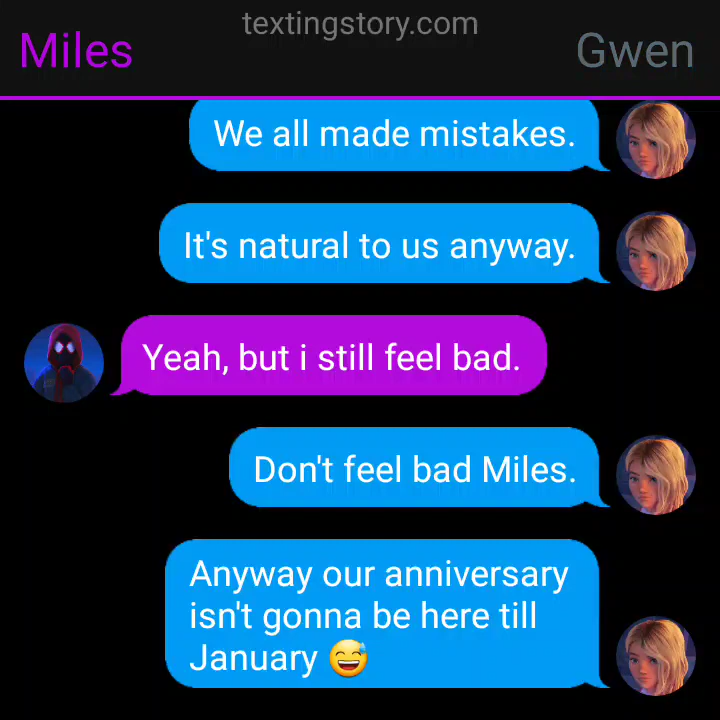 textingstory.com
Miles
Gwen
We all made mistakes.
It's natural to us anyway.
Yeah, but i still feel bad.
Don't feel bad Miles.
Anyway our anniversary
isn't gonna be here till
January 😅